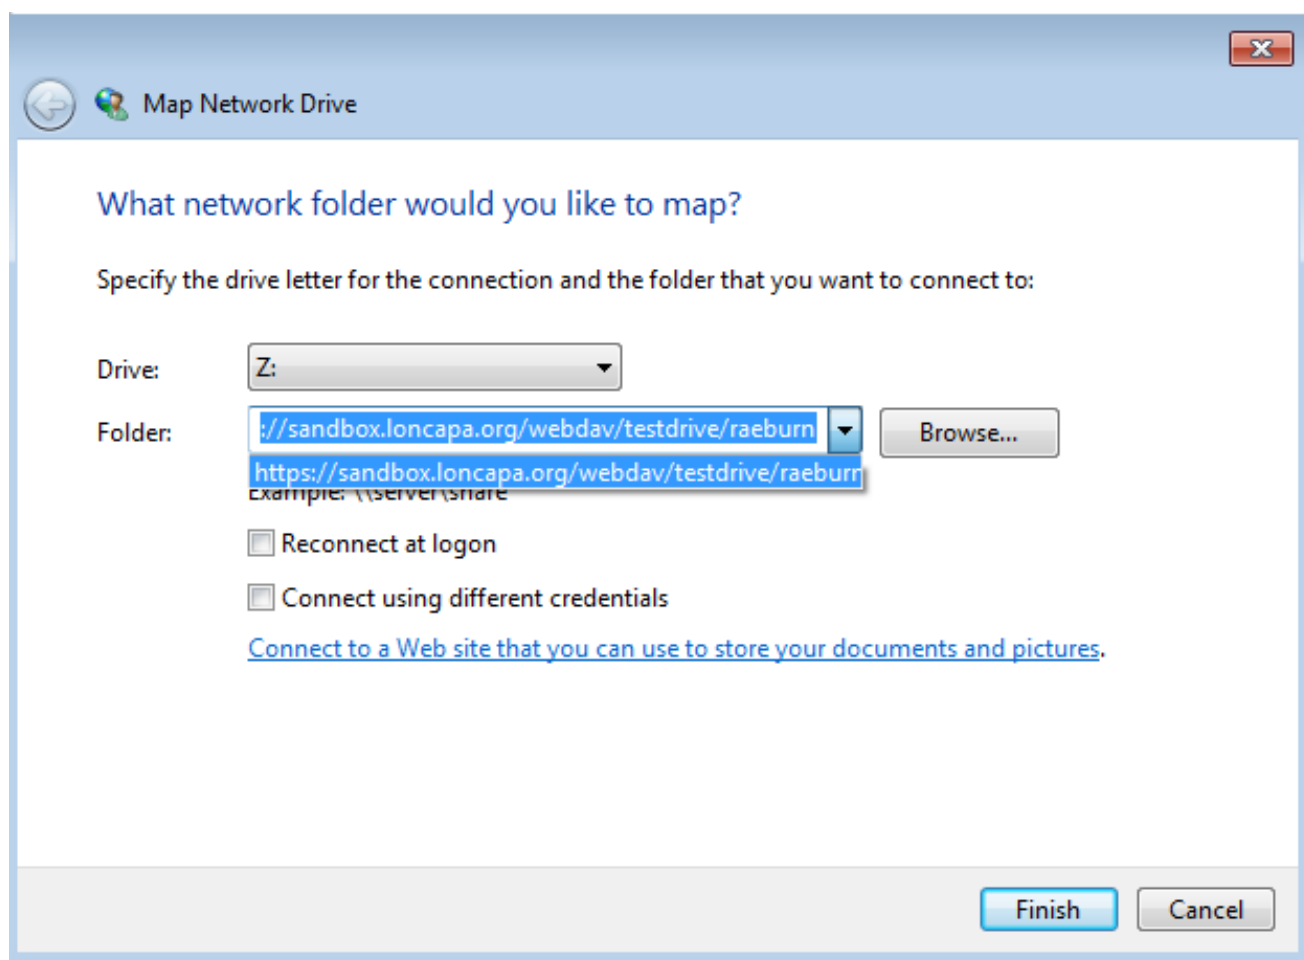 Map Network Drive
What network folder would you like to map?
Specify the drive letter for the connection and the folder that you want to connect to:
Drive: Z:
Folder: ://sandbox.loncapa.org/webdav/testdrive/raeburn Browse...
https://sandbox.loncapa.org/webdav/testdrive/raeburn
Example: \\server\share
Reconnect at logon
Connect using different credentials
Connect to a Web site that you can use to store your documents and pictures.
Finish Cancel